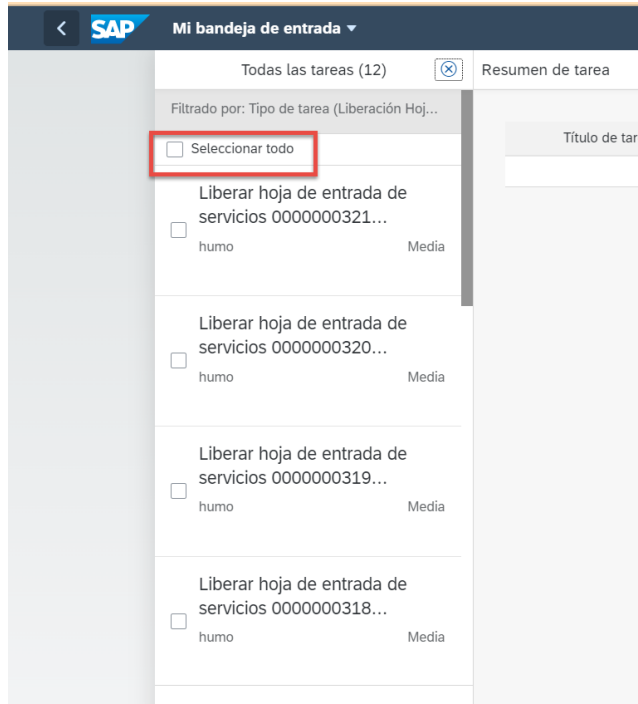 SAP Mi bandeja de entrada
Todas las tareas (12)
Resumen de tarea
Filtrado por: Tipo de tarea (Liberación Hoj...
Seleccionar todo
Título de tar
Liberar hoja de entrada de
servicios 0000000321...
humo Media
Liberar hoja de entrada de
servicios 0000000320...
humo Media
Liberar hoja de entrada de
servicios 0000000319...
humo Media
Liberar hoja de entrada de
servicios 0000000318...
humo Media